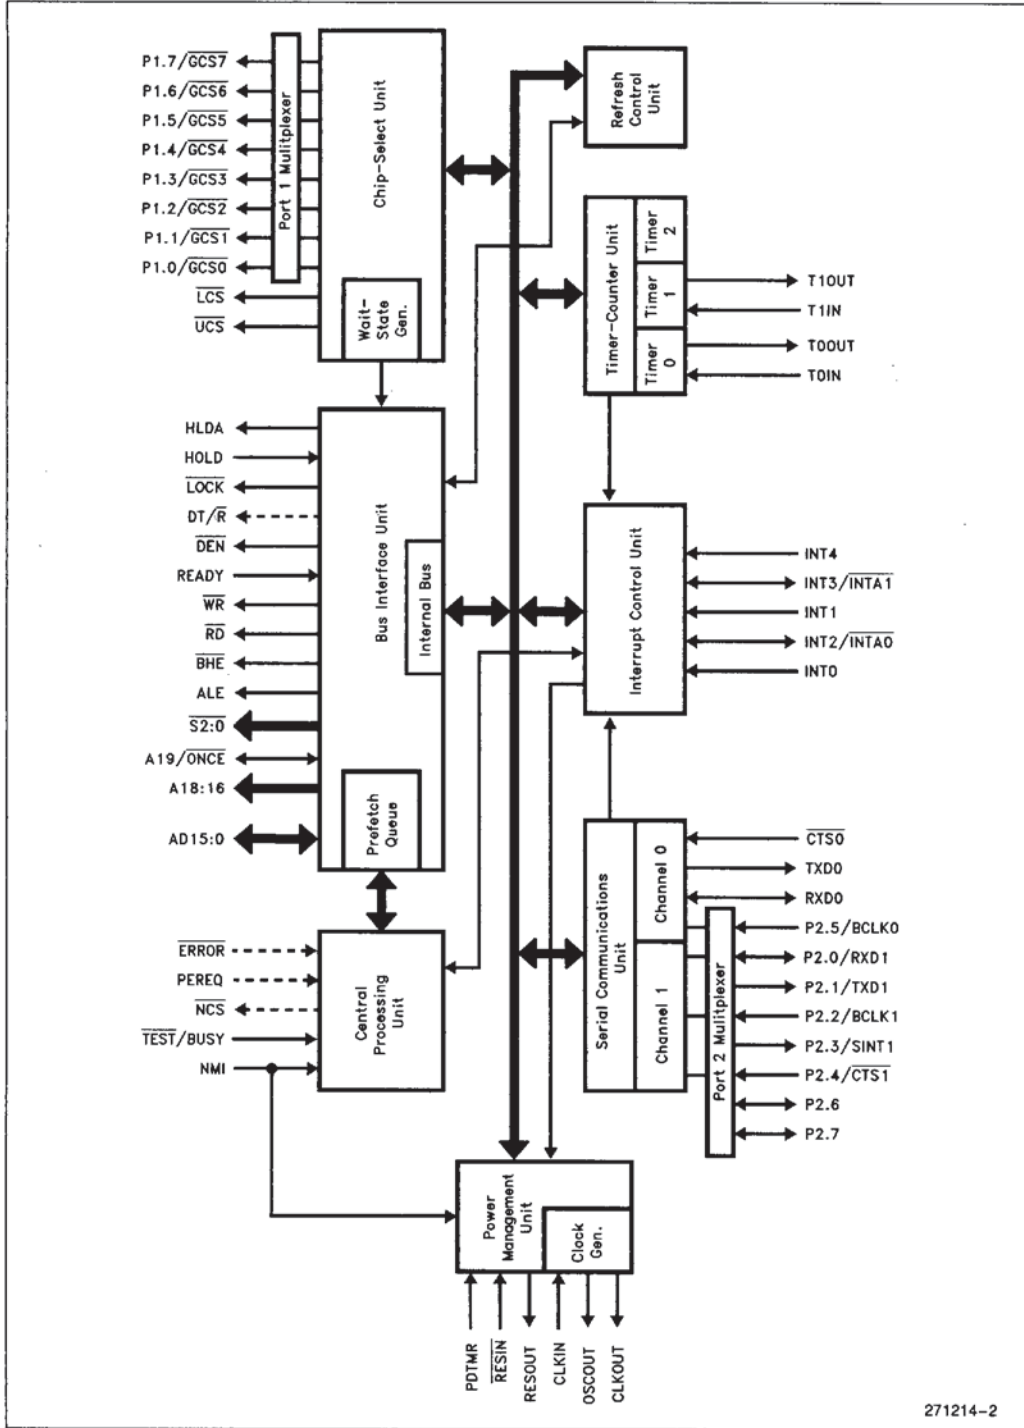 P1.7/GCS7
P1.6/GCS6
P1.5/GCS5
P1.4/GCS4
P1.3/GCS3
P1.2/GCS2
P1.1/GCS1
P1.0/GCS0
LCS
UCS
Port 1 Mulitplexer
Chip-Select Unit
Wait-
State
Gen.
Refresh
Control
Unit
Timer-Counter Unit
Timer
2
Timer
1
Timer
0
T1OUT
T1IN
T0OUT
T0IN
HLDA
HOLD
LOCK
DT/R
DEN
READY
WR
RD
BHE
ALE
S2:0
A19/ONCE
A18:16
AD15:0
Bus Interface Unit
Internal Bus
Prefetch
Queue
Interrupt Control Unit
INT4
INT3/INTA1
INT1
INT2/INTA0
INT0
ERROR
PEREQ
NCS
TEST/BUSY
NMI
Central
Processing
Unit
Serial Communications
Unit
Channel 0
Channel 1
Port 2 Mulitplexer
CTS0
TXD0
RXD0
P2.5/BCLK0
P2.0/RXD1
P2.1/TXD1
P2.2/BCLK1
P2.3/SINT1
P2.4/CTS1
P2.6
P2.7
Power
Management
Unit
Clock
Gen.
PDTMR
RESIN
RESOUT
CLKIN
OSCOUT
CLKOUT
271214-2